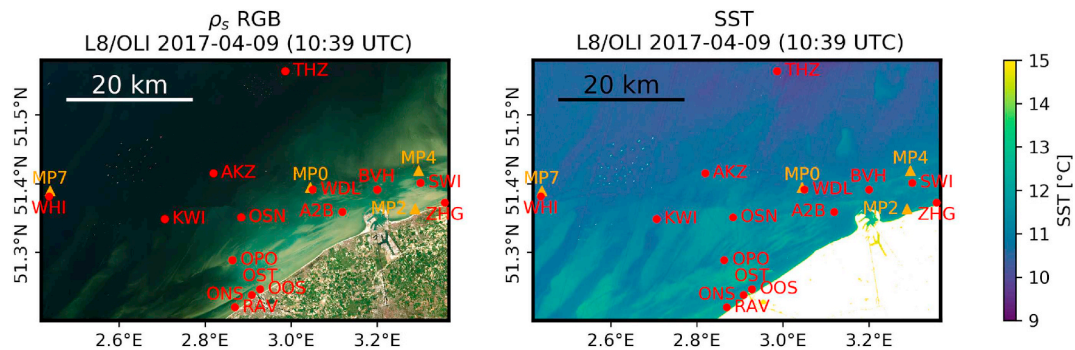 ρs RGB
L8/OLI 2017-04-09 (10:39 UTC)
20 km
THZ
51.5°N
51.4°N
51.3°N
MP7
WHI
AKZ
MP0
WDL
BVH
MP4
SWI
KWI
OSN
A2B
MP2
ZHG
OPO
OST
ONS
OOS
RAV
2.6°E
2.8°E
3.0°E
3.2°E
SST
L8/OLI 2017-04-09 (10:39 UTC)
20 km
THZ
51.5°N
51.4°N
51.3°N
MP7
WHI
AKZ
MP0
WDL
BVH
MP4
SWI
KWI
OSN
A2B
MP2
ZHG
OPO
OST
ONS
OOS
RAV
2.6°E
2.8°E
3.0°E
3.2°E
15
14
13
12
11
10
9
SST [°C]